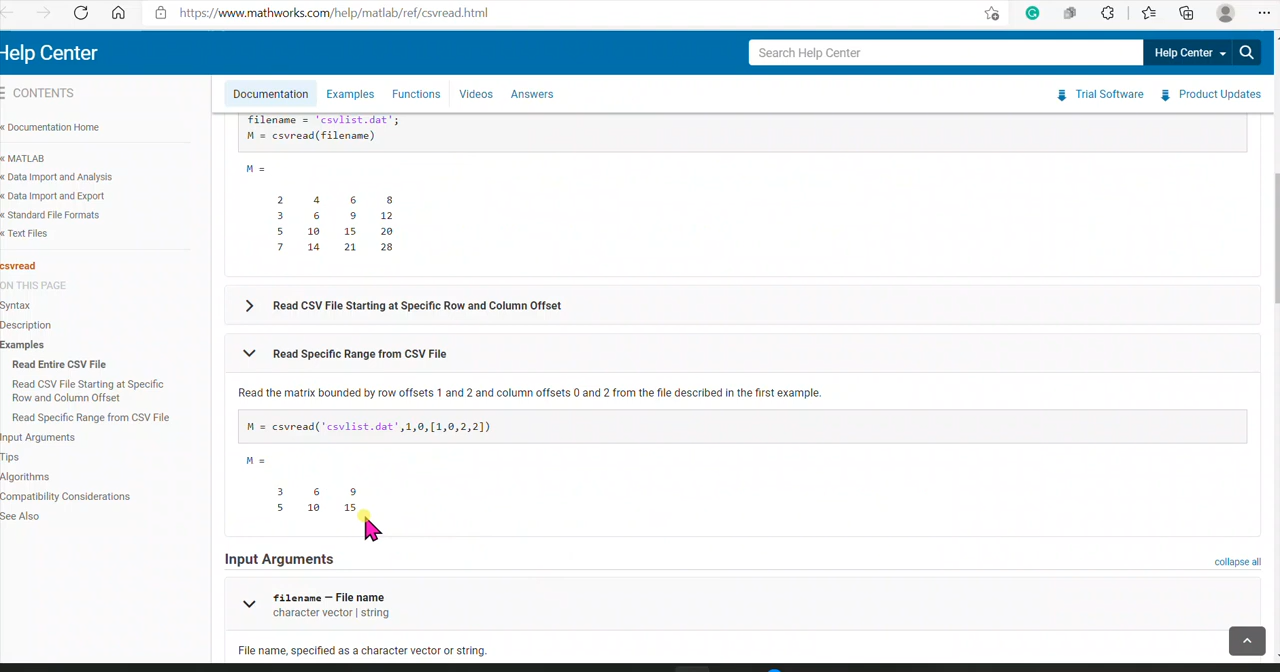 https://www.mathworks.com/help/matlab/ref/csvread.html
Help Center
Search Help Center
Help Center
CONTENTS
Documentation
Examples
Functions
Videos
Answers
Trial Software
Product Updates
« Documentation Home
« MATLAB
« Data Import and Analysis
« Data Import and Export
« Standard File Formats
« Text Files
csvread
ON THIS PAGE
Syntax
Description
Examples
Read Entire CSV File
Read CSV File Starting at Specific
Row and Column Offset
Read Specific Range from CSV File
Input Arguments
Tips
Algorithms
Compatibility Considerations
See Also
filename = 'csvlist.dat';
M = csvread(filename)
M =
2 4 6 8
3 6 9 12
5 10 15 20
7 14 21 28
Read CSV File Starting at Specific Row and Column Offset
Read Specific Range from CSV File
Read the matrix bounded by row offsets 1 and 2 and column offsets 0 and 2 from the file described in the first example.
M = csvread('csvlist.dat',1,0,[1,0,2,2])
M =
3 6 9
5 10 15
Input Arguments
collapse all
filename — File name
character vector | string
File name, specified as a character vector or string.